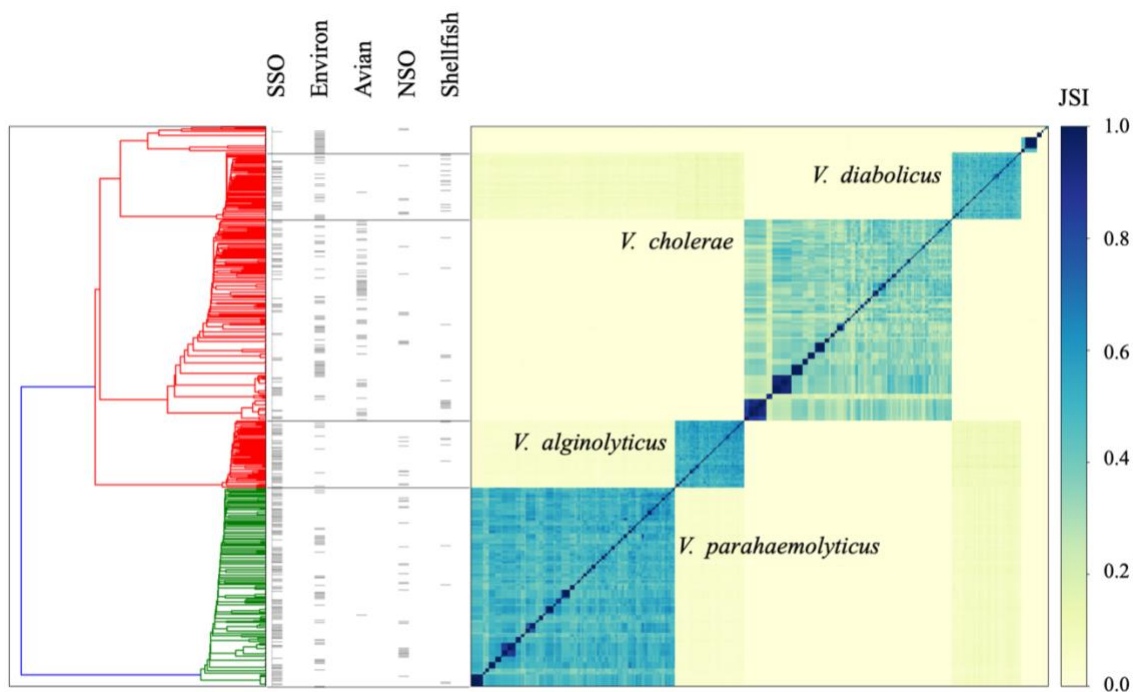 SSO
Environ
Avian
NSO
Shellfish
JSI
1.0
0.8
0.6
0.4
0.2
0.0
V. diabolicus
V. cholerae
V. alginolyticus
V. parahaemolyticus